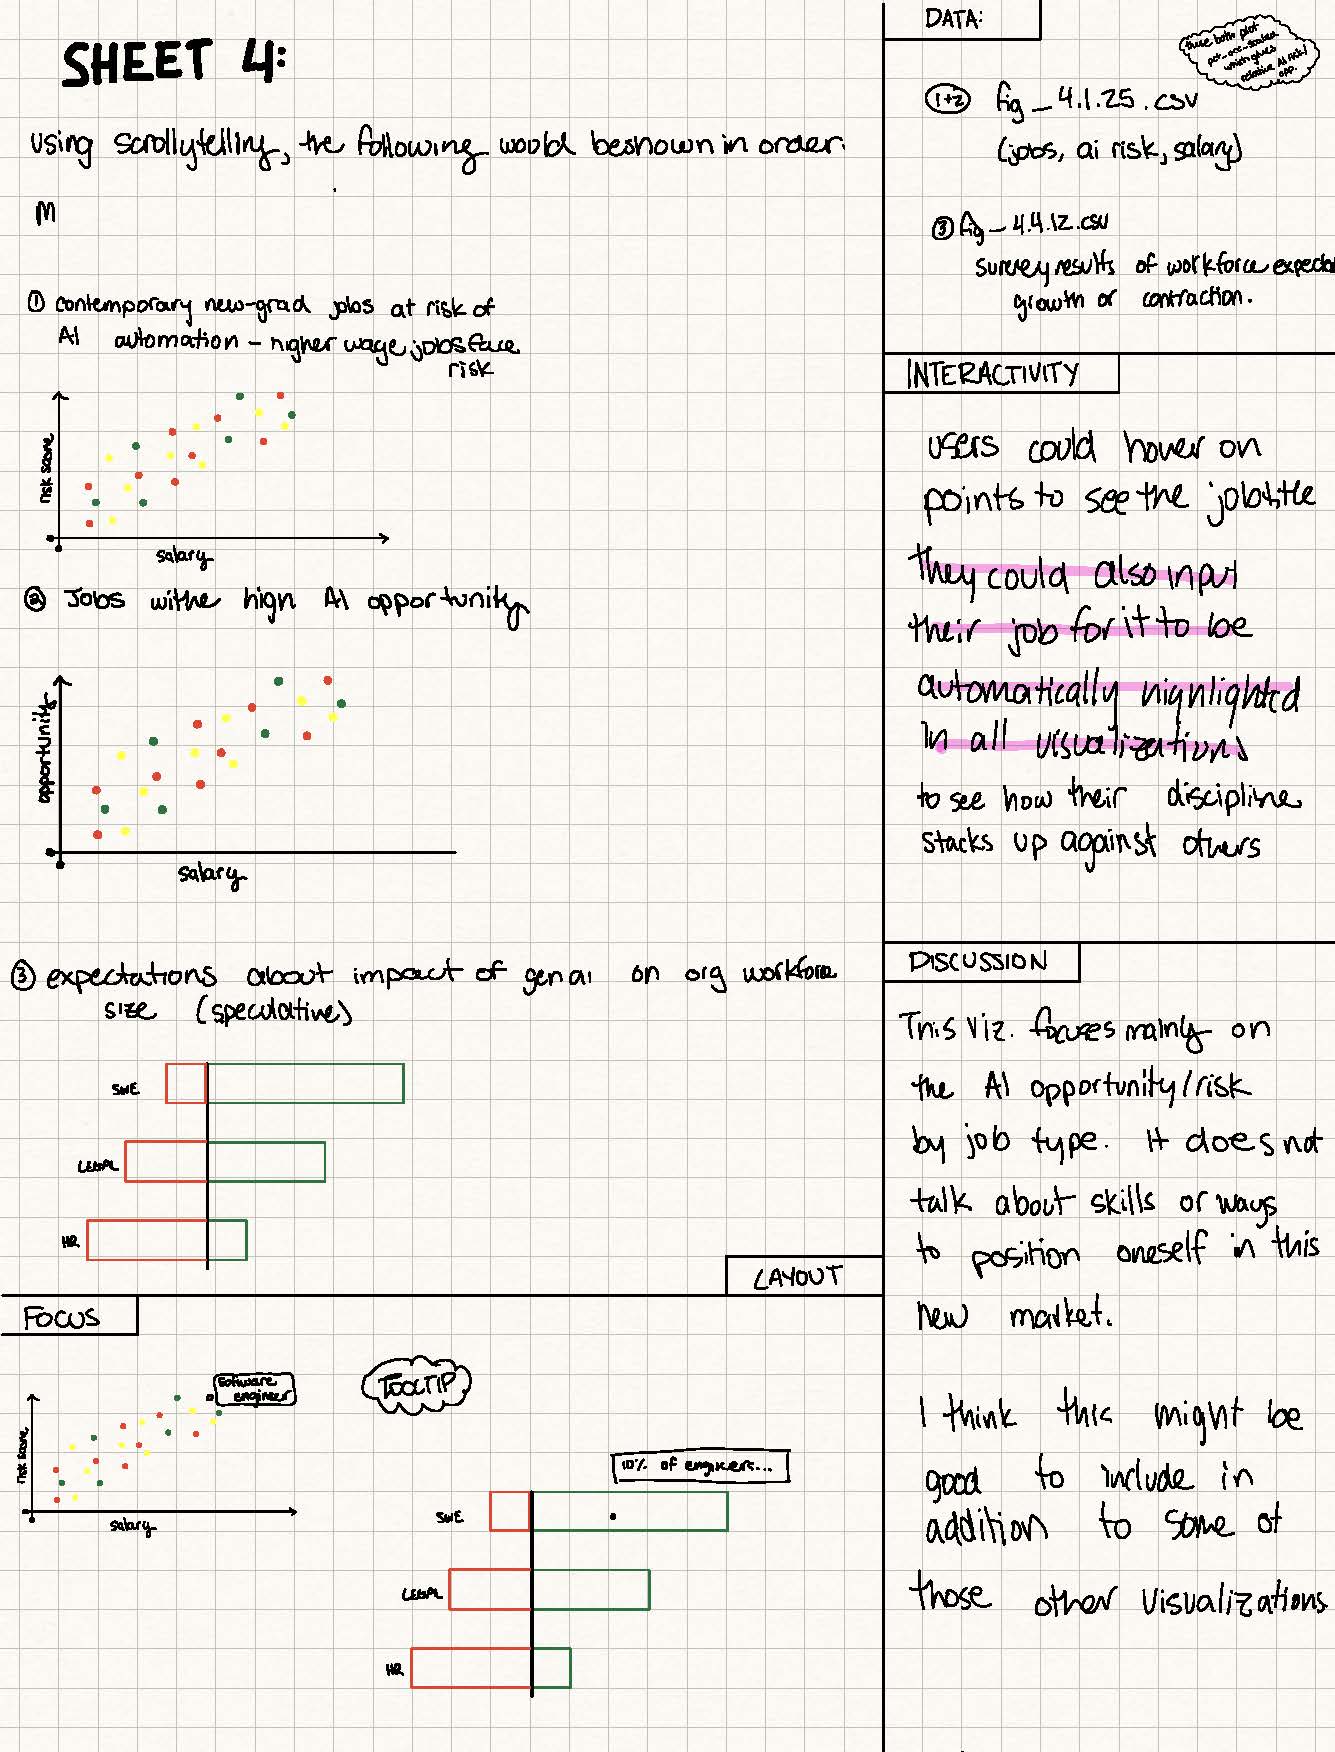 SHEET 4:
using scrollytelling, the following would be shown in order.
M
① contemporary new-grad jobs at risk of
AI automation – higher wage jobs face
risk
risk score
salary
② Jobs withe high AI opportunity
opportunity
salary
③ expectations about impact of genai on org workforce
size (speculative)
SWE
LEGAL
HR
LAYOUT
FOCUS
Software
engineer
risk score
salary
TOOLTIP
10% of engineers...
SWE
LEGAL
HR
DATA:
these both plot
pct_occ_scaled
which gives
relative AI risk/
opp.
①+2 fig_4.1.25.csv
(jobs, ai risk, salary)
③ fig_4.4.12.csv
survey results of workforce expecta
growth or contraction.
INTERACTIVITY
users could hover on
points to see the jobtitle
they could also input
their job for it to be
automatically highlighted
in all visualizations
to see how their discipline
stacks up against others
DISCUSSION
This viz. focuses mainly on
the AI opportunity/risk
by job type. It does not
talk about skills or ways
to position oneself in this
new market.
I think this might be
good to include in
addition to some of
those other visualizations